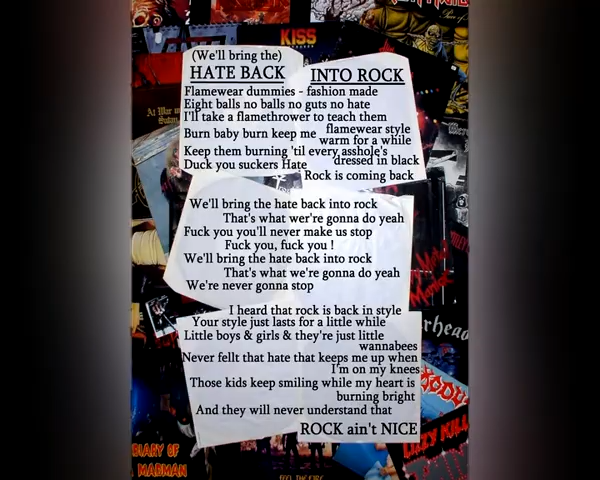 KISS
(We'll bring the)
HATE BACK INTO ROCK
Flamewear dummies - fashion made
Eight balls no balls no guts no hate
I'll take a flamethrower to teach them
Burn baby burn keep me flamewear style
warm for a while
Keep them burning 'til every asshole's
dressed in black
Duck you suckers Hate
Rock is coming back
We'll bring the hate back into rock
That's what wer're gonna do yeah
Fuck you you'll never make us stop
Fuck you, fuck you !
We'll bring the hate back into rock
That's what we're gonna do yeah
We're never gonna stop
I heard that rock is back in style
Your style just lasts for a little while
Little boys & girls & they're just little
wannabees
Never fellt that hate that keeps me up when
I'm on my knees
Those kids keep smiling while my heart is
burning bright
And they will never understand that
ROCK ain't NICE
At War
Satan
EXODUS
LIZZY
DIARY OF
MADMAN
FEEL THE FIRE